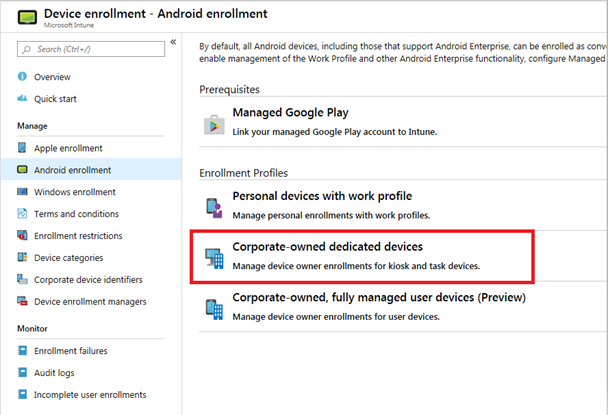 Device enrollment - Android enrollment
Microsoft Intune
Search (Ctrl+/)
«
Overview
Quick start
Manage
Apple enrollment
Android enrollment
Windows enrollment
Terms and conditions
Enrollment restrictions
Device categories
Corporate device identifiers
Device enrollment managers
Monitor
Enrollment failures
Audit logs
Incomplete user enrollments
By default, all Android devices, including those that support Android Enterprise, can be enrolled as conv
enable management of the Work Profile and other Android Enterprise functionality, configure Managed
Prerequisites
Managed Google Play
Link your managed Google Play account to Intune.
Enrollment Profiles
Personal devices with work profile
Manage personal enrollments with work profiles.
Corporate-owned dedicated devices
Manage device owner enrollments for kiosk and task devices.
Corporate-owned, fully managed user devices (Preview)
Manage device owner enrollments for user devices.